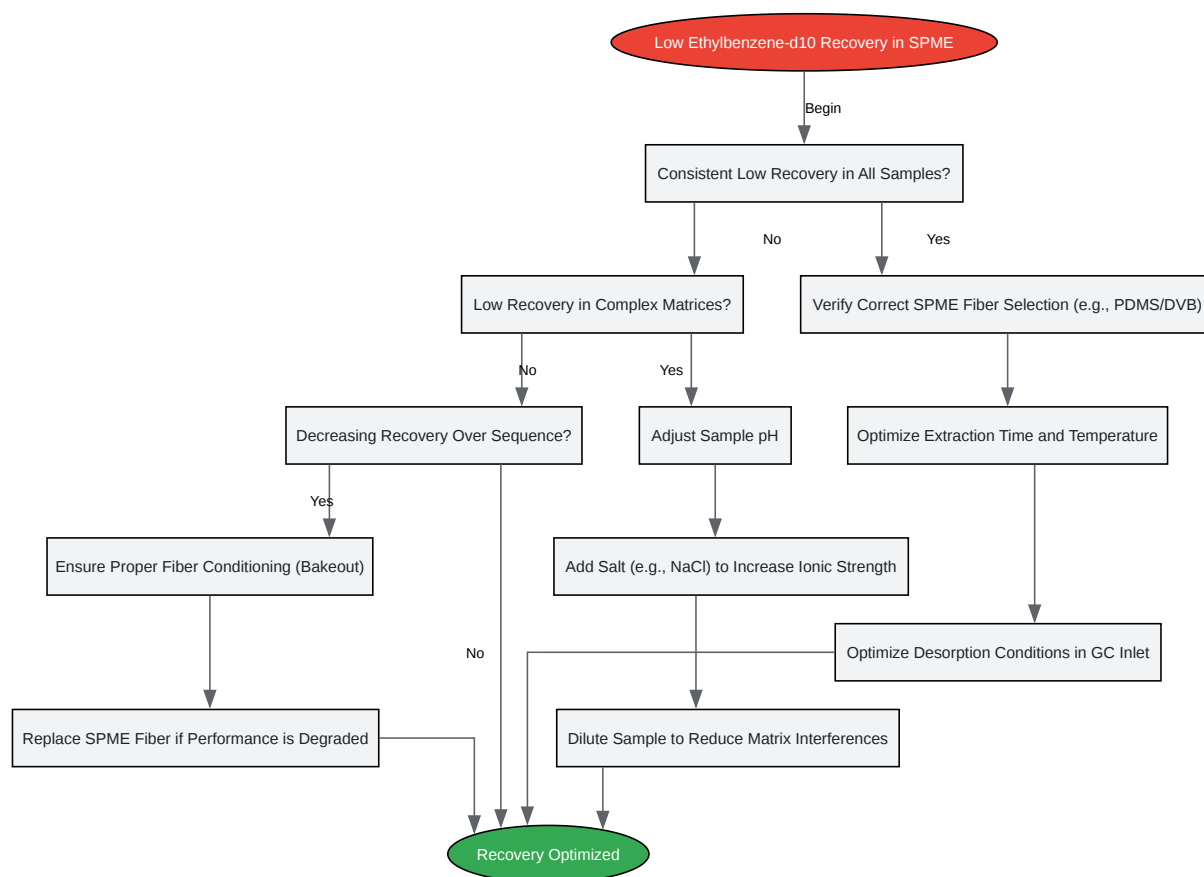 Low Ethylbenzene-d10 Recovery in SPME
Begin
Consistent Low Recovery in All Samples?
No
Yes
Low Recovery in Complex Matrices?
Verify Correct SPME Fiber Selection (e.g., PDMS/DVB)
No
Yes
Decreasing Recovery Over Sequence?
Adjust Sample pH
Optimize Extraction Time and Temperature
Yes
Ensure Proper Fiber Conditioning (Bakeout)
Add Salt (e.g., NaCl) to Increase Ionic Strength
No
Optimize Desorption Conditions in GC Inlet
Replace SPME Fiber if Performance is Degraded
Dilute Sample to Reduce Matrix Interferences
Recovery Optimized